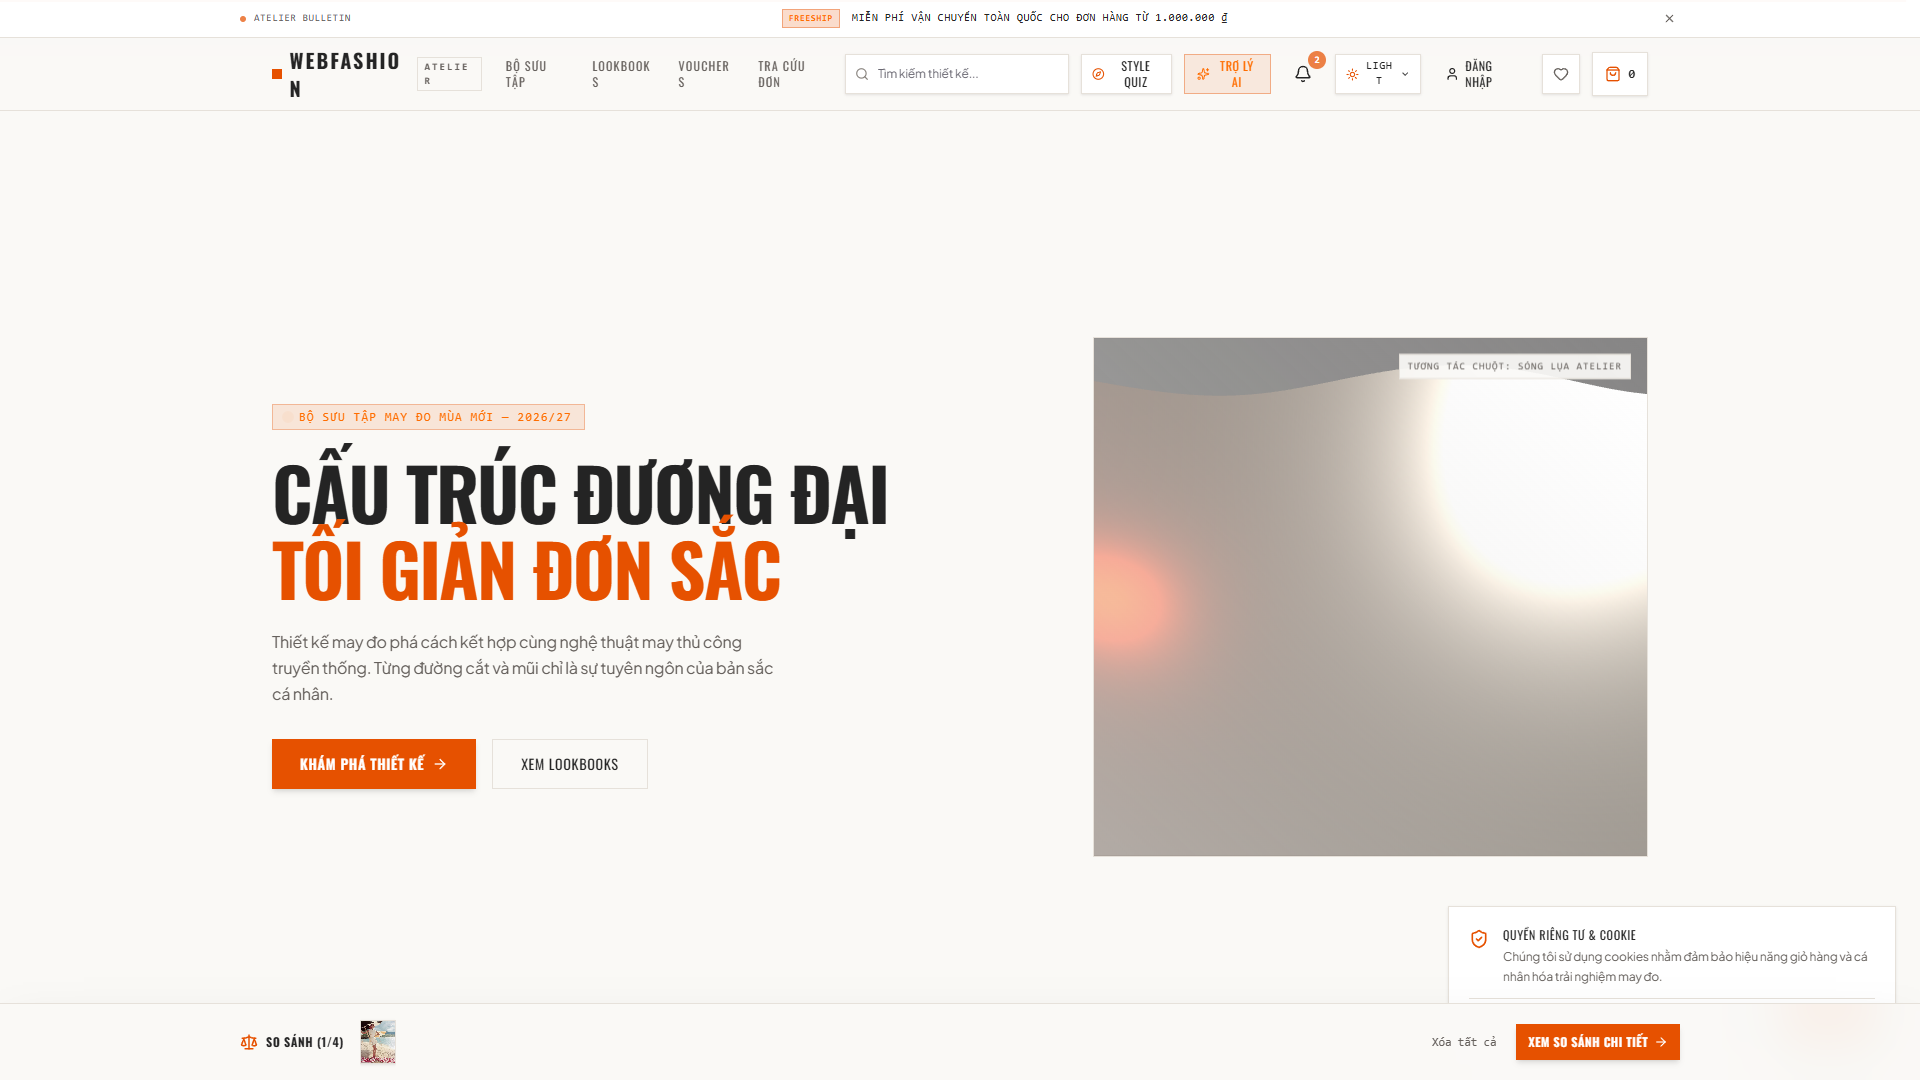 ATELIER BULLETIN
FREESHIP MIỄN PHÍ VẬN CHUYỂN TOÀN QUỐC CHO ĐƠN HÀNG TỪ 1.000.000 ₫
WEBFASHIO
N
ATELIE
R
BỘ SƯU
TẬP
LOOKBOOK
S
VOUCHER
S
TRA CỨU
ĐƠN
Tìm kiếm thiết kế...
STYLE
QUIZ
TRỢ LÝ
AI
2
LIGH
T
ĐĂNG
NHẬP
0
TƯƠNG TÁC CHUỘT: SÓNG LỤA ATELIER
BỘ SƯU TẬP MAY ĐO MÙA MỚI — 2026/27
CẤU TRÚC ĐƯƠNG ĐẠI
TỐI GIẢN ĐƠN SẮC
Thiết kế may đo phá cách kết hợp cùng nghệ thuật may thủ công
truyền thống. Từng đường cắt và mũi chỉ là sự tuyên ngôn của bản sắc
cá nhân.
KHÁM PHÁ THIẾT KẾ
XEM LOOKBOOKS
QUYỀN RIÊNG TƯ & COOKIE
Chúng tôi sử dụng cookies nhằm đảm bảo hiệu năng giỏ hàng và cá
nhân hóa trải nghiệm may đo.
SO SÁNH (1/4)
Xóa tất cả
XEM SO SÁNH CHI TIẾT